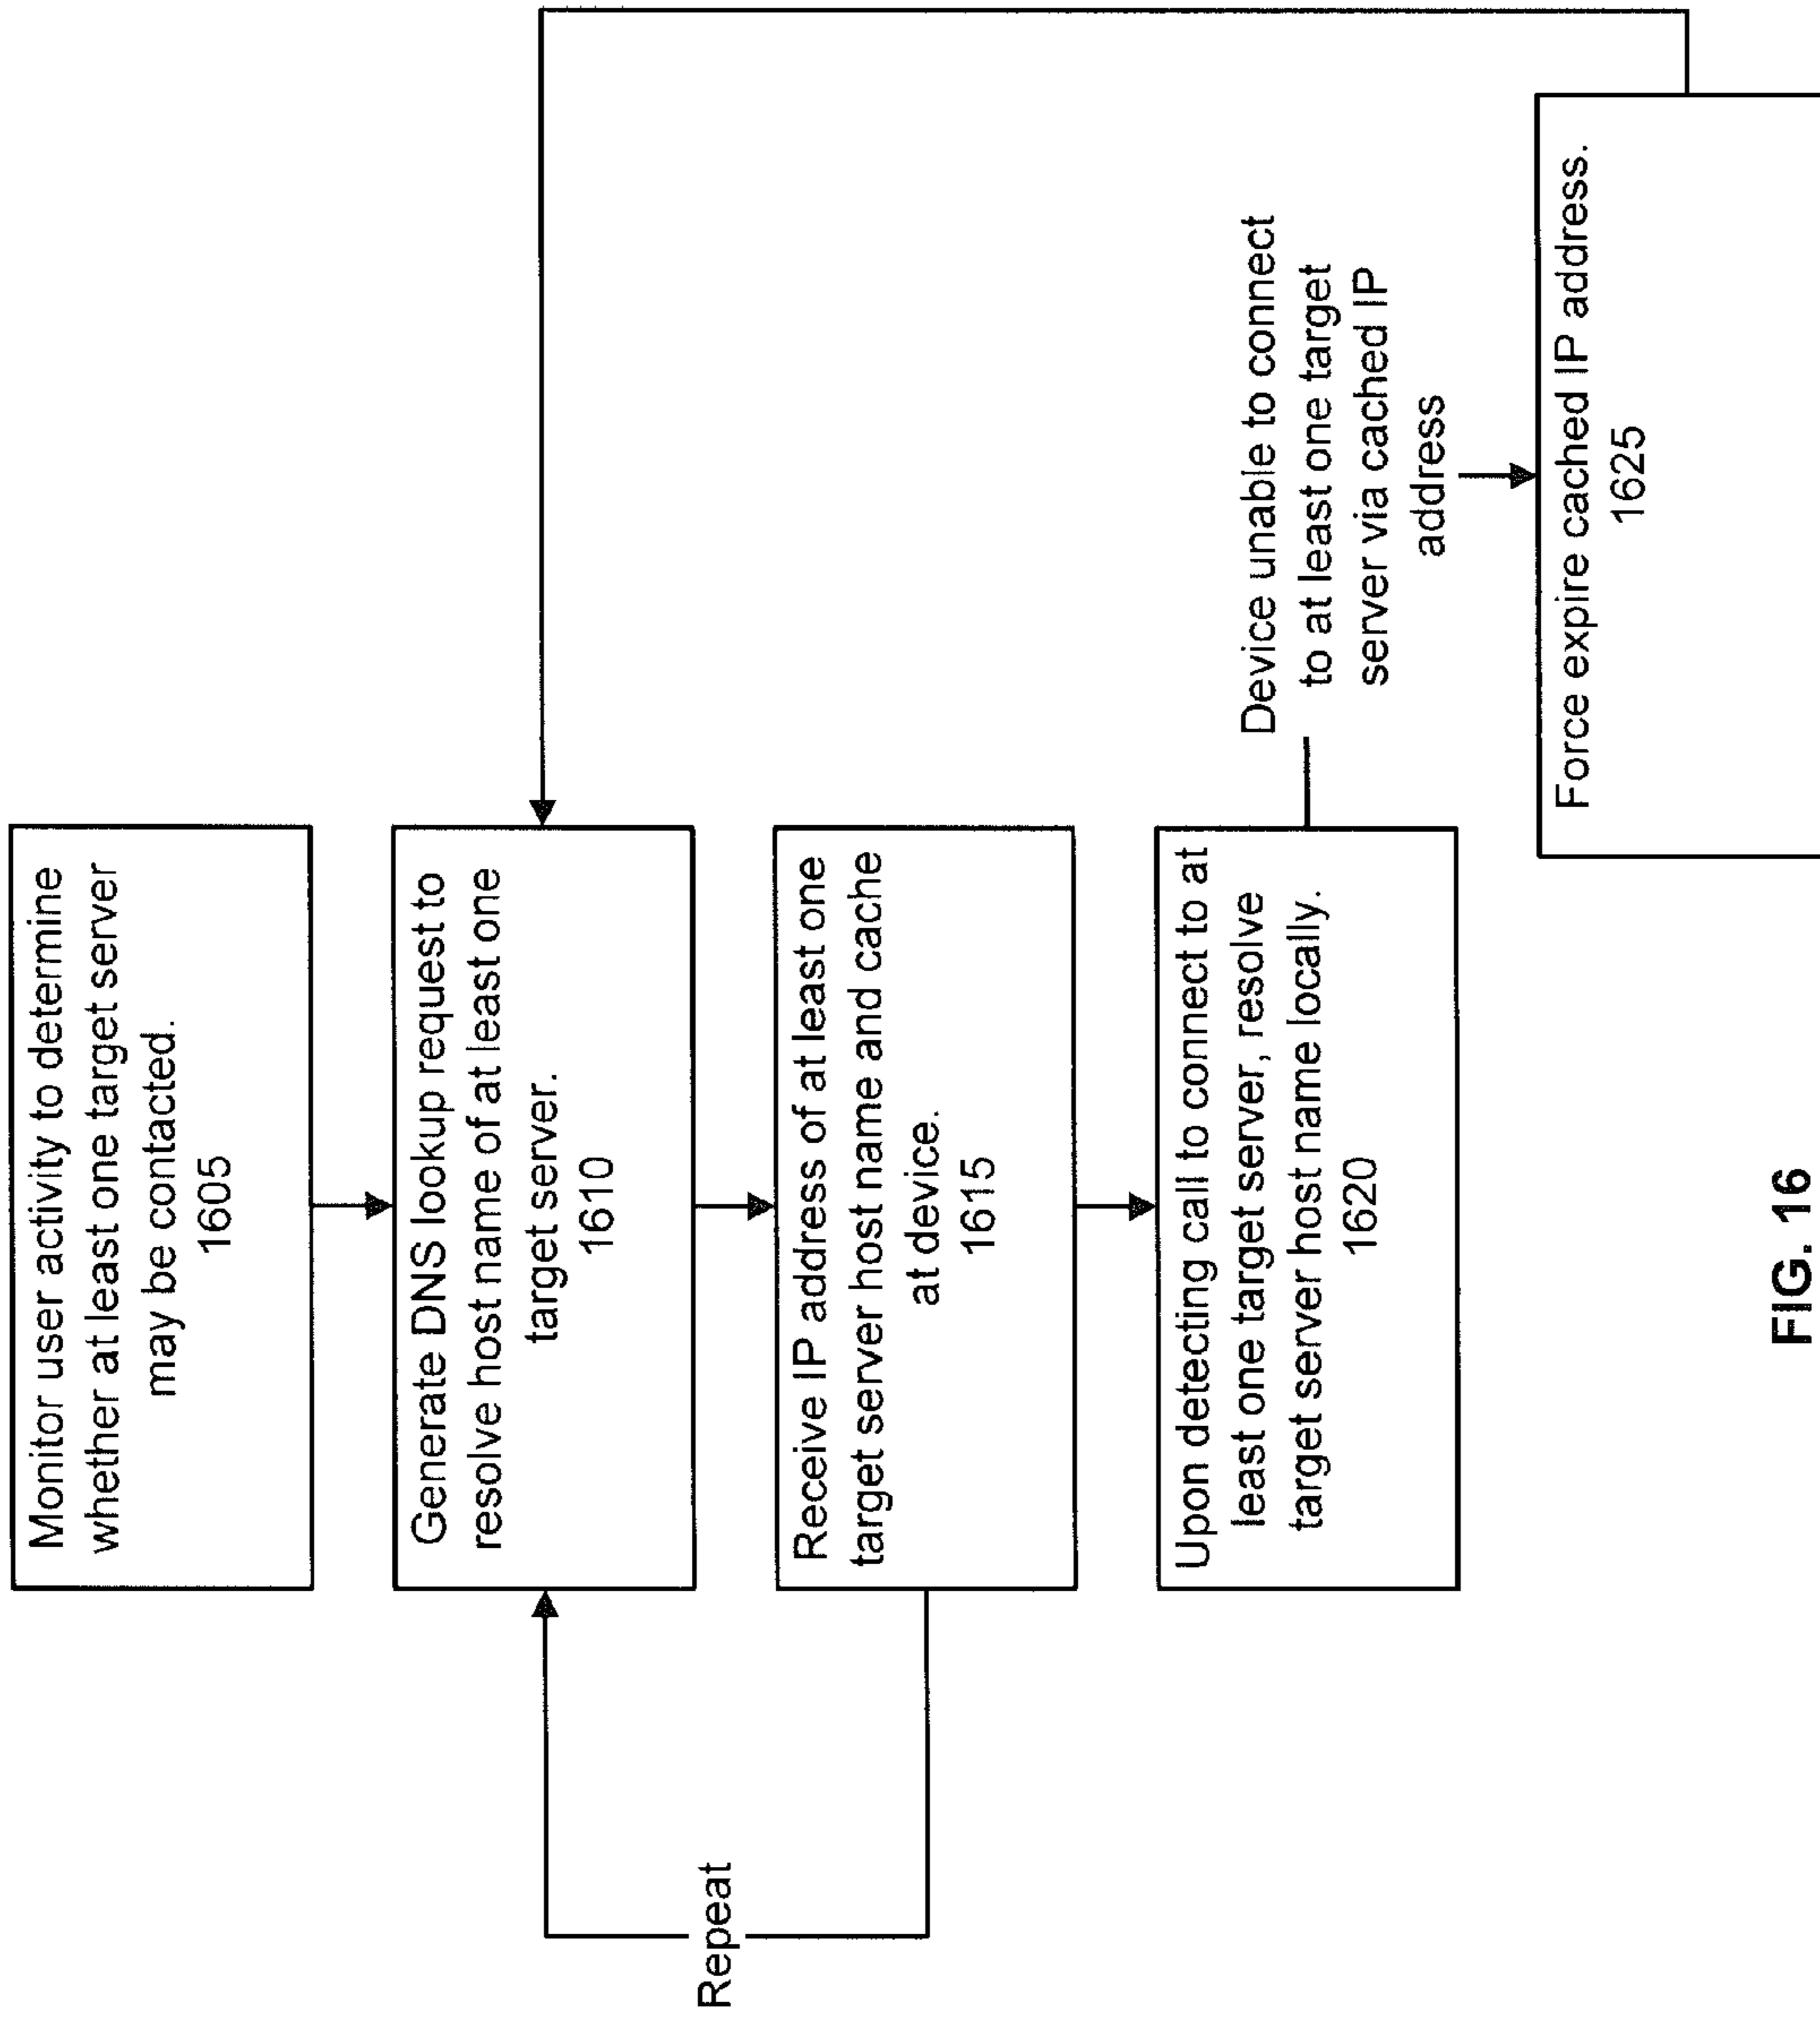 Monitor user activity to determine
whether at least one target server
may be contacted.
1605
Generate DNS lookup request to
resolve host name of at least one
target server.
1610
Repeat
Receive IP address of at least one
target server host name and cache
at device.
1615
Upon detecting call to connect to at
least one target server, resolve
target server host name locally.
1620
Device unable to connect
to at least one target
server via cached IP
address
Force expire cached IP address.
1625
FIG. 16